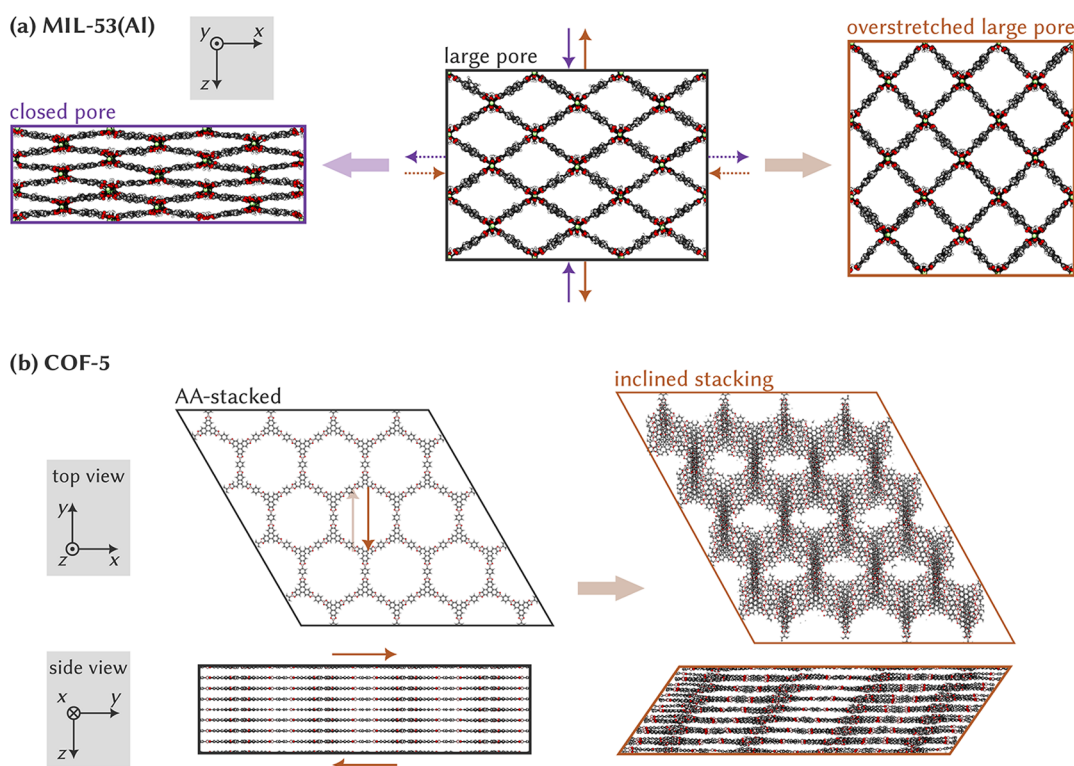 (a) MIL-53(Al)
y x
z
closed pore
large pore
overstretched large pore
(b) COF-5
AA-stacked
inclined stacking
top view
y
z x
side view
x y
z